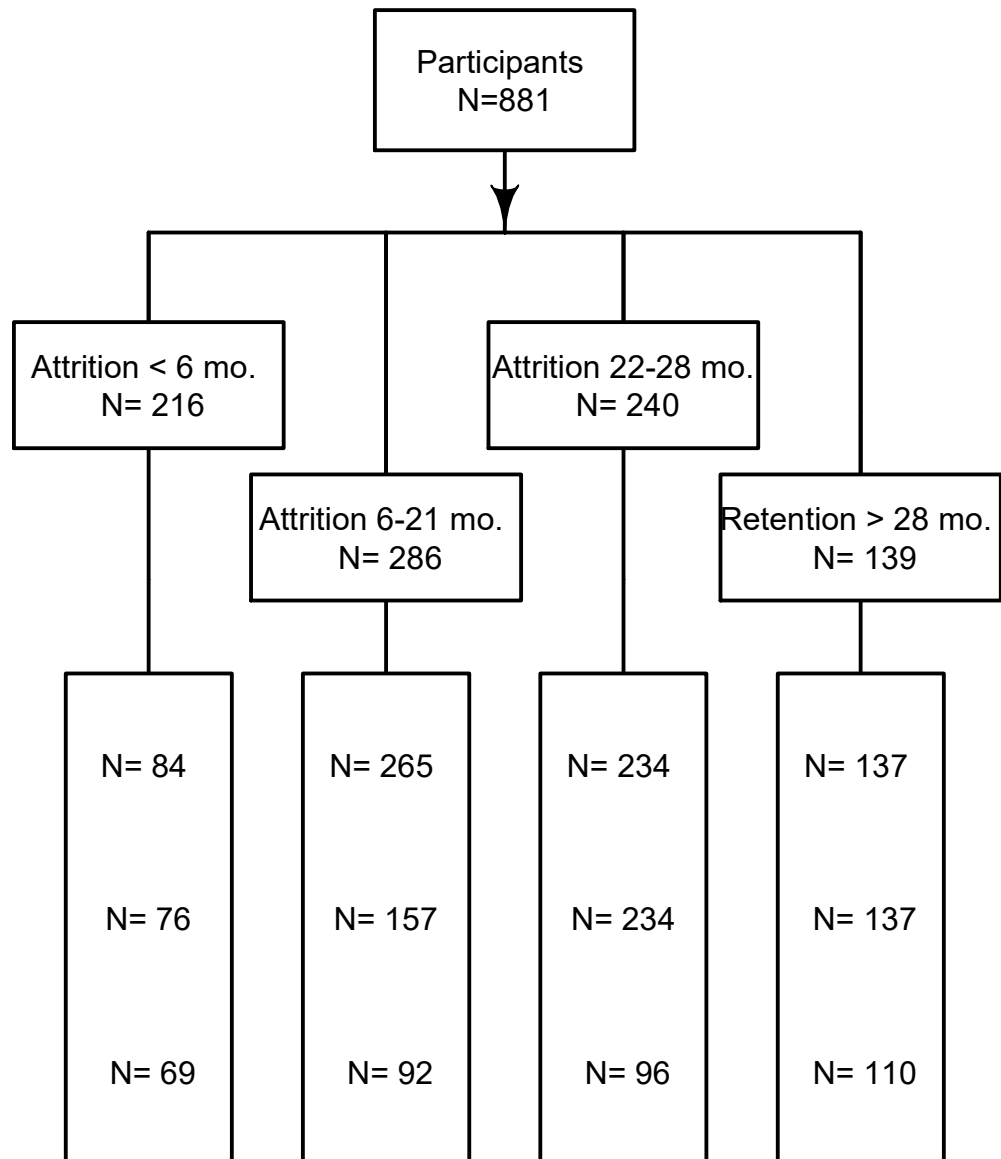 Participants
N=881
Attrition < 6 mo.
N= 216
Attrition 22-28 mo.
N= 240
Attrition 6-21 mo.
N= 286
Retention > 28 mo.
N= 139
N= 84
N= 265
N= 234
N= 137
N= 76
N= 157
N= 234
N= 137
N= 69
N= 92
N= 96
N= 110